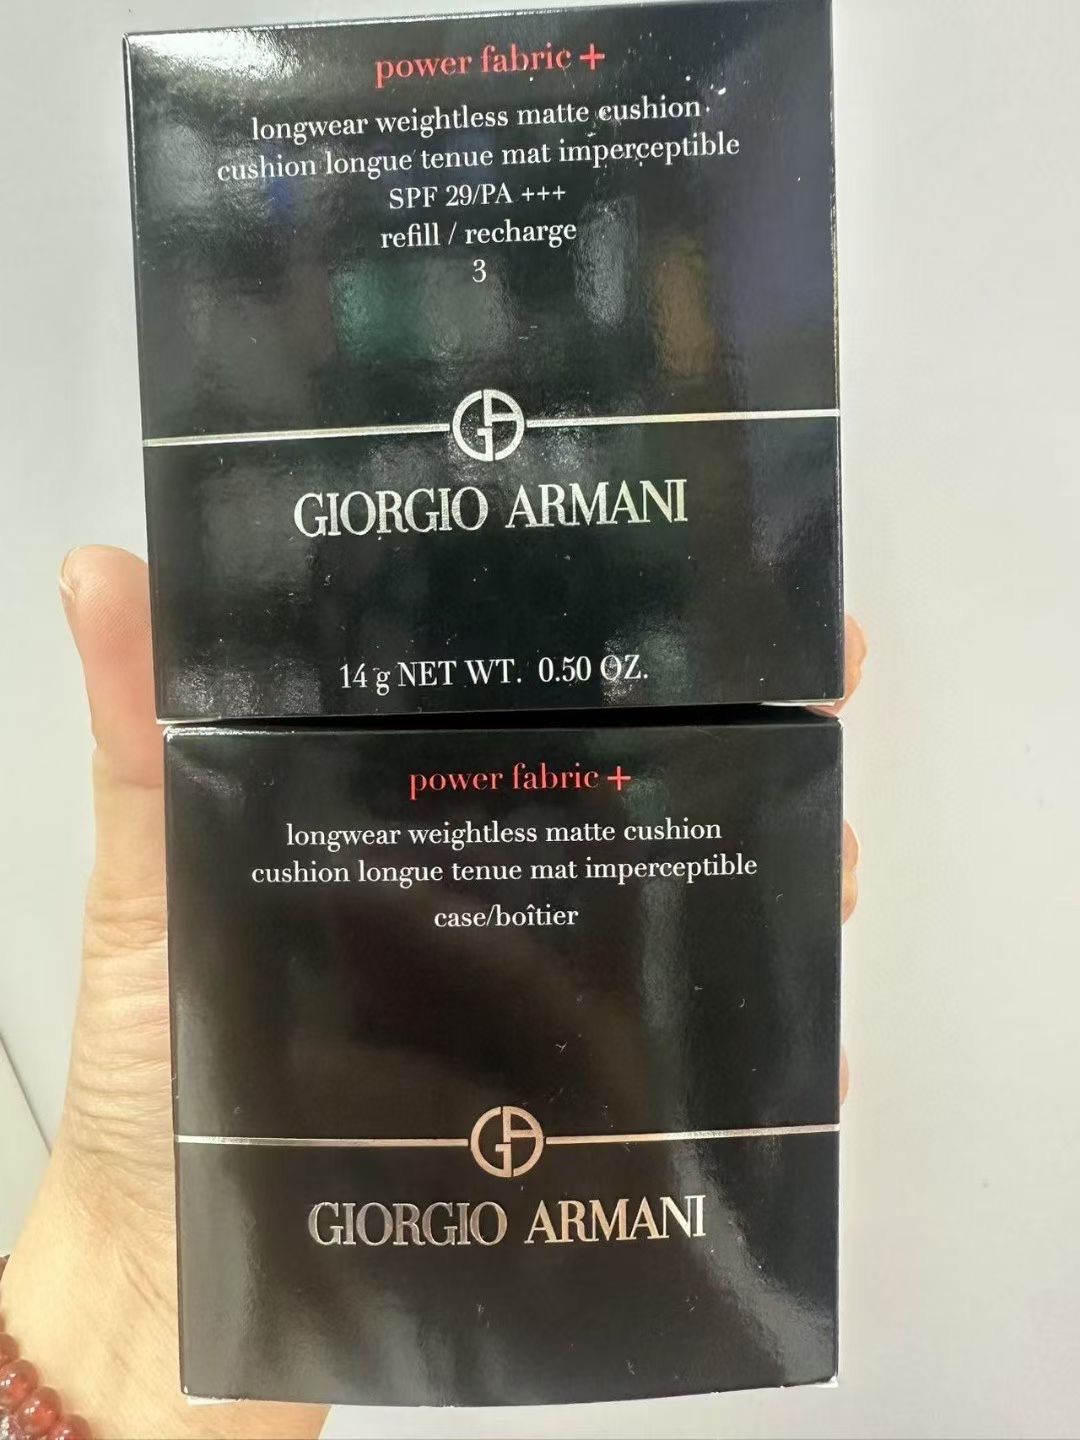 power fabric +
longwear weightless matte cushion
cushion longue tenue mat imperceptible
SPF 29/PA +++
refill / recharge
3
GA
GIORGIO ARMANI
14 g NET WT. 0.50 OZ.
power fabric +
longwear weightless matte cushion
cushion longue tenue mat imperceptible
case/boîtier
GA
GIORGIO ARMANI